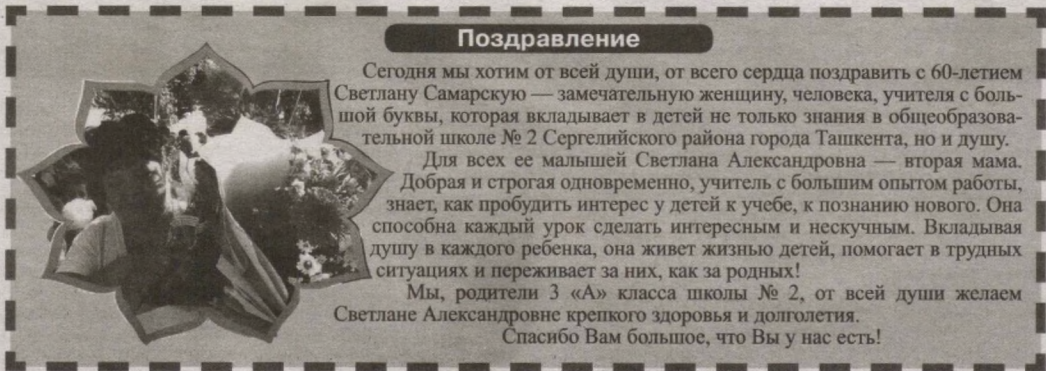 Поздравление
Сегодня мы хотим от всей души, от всего сердца поздравить с 60-летием
Светлану Самарскую — замечательную женщину, человека, учителя с боль-
шой буквы, которая вкладывает в детей не только знания в общеобразова-
тельной школе № 2 Сергелийского района города Ташкента, но и душу.
Для всех ее малышей Светлана Александровна — вторая мама.
Добрая и строгая одновременно, учитель с большим опытом работы,
знает, как пробудить интерес у детей к учебе, к познанию нового. Она
способна каждый урок сделать интересным и нескучным. Вкладывая
душу в каждого ребенка, она живет жизнью детей, помогает в трудных
ситуациях и переживает за них, как за родных!
Мы, родители 3 «А» класса школы № 2, от всей души желаем
Светлане Александровне крепкого здоровья и долголетия.
Спасибо Вам большое, что Вы у нас есть!